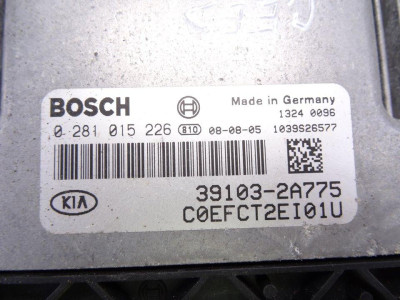 BOSCH Made in Germany
1324 0096
0 281 015 226 810 08-08-05 1039S26577
KIA 39103-2A775
C0EFCT2EI01U